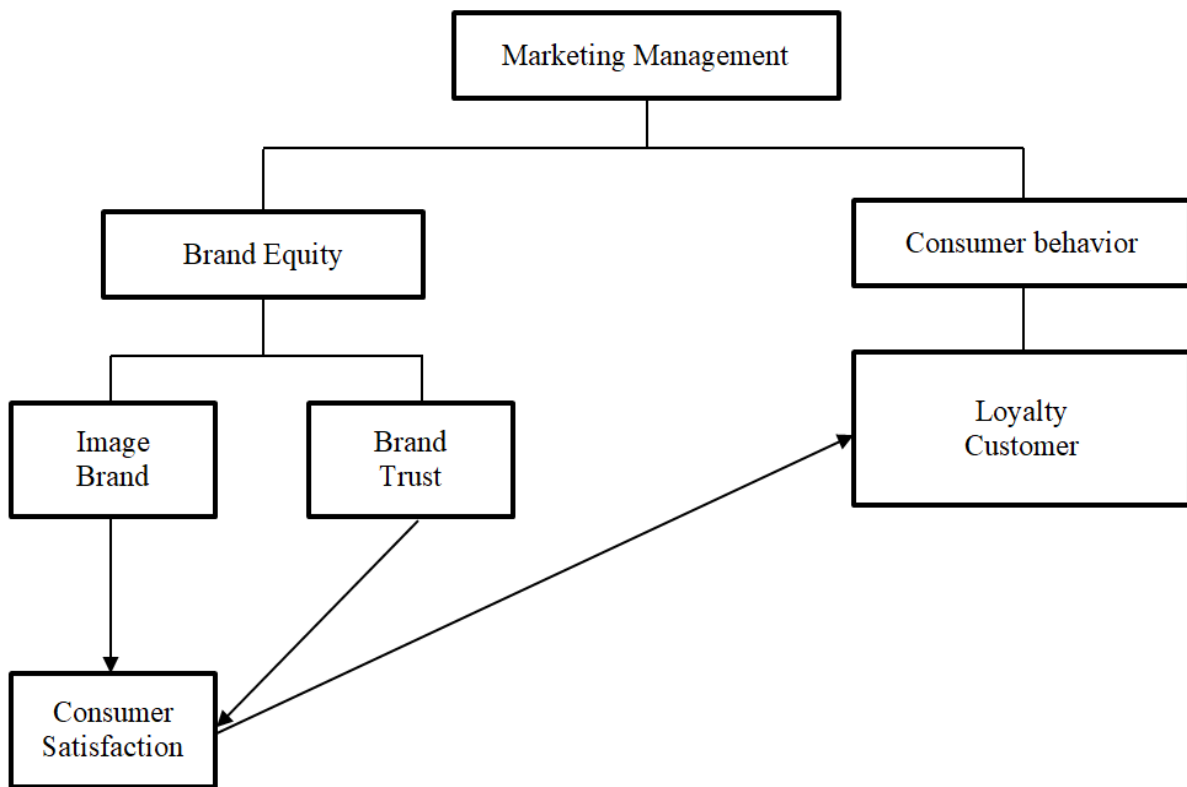 Marketing Management
Brand Equity
Consumer behavior
Image
Brand
Brand
Trust
Loyalty
Customer
Consumer
Satisfaction